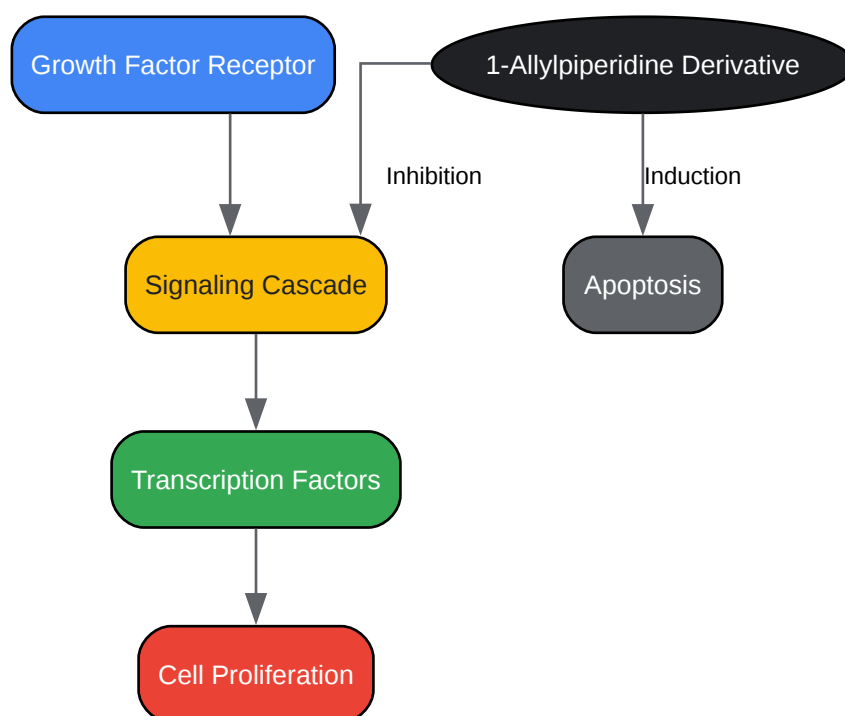 Growth Factor Receptor
1-Allylpiperidine Derivative
Inhibition
Induction
Signaling Cascade
Apoptosis
Transcription Factors
Cell Proliferation